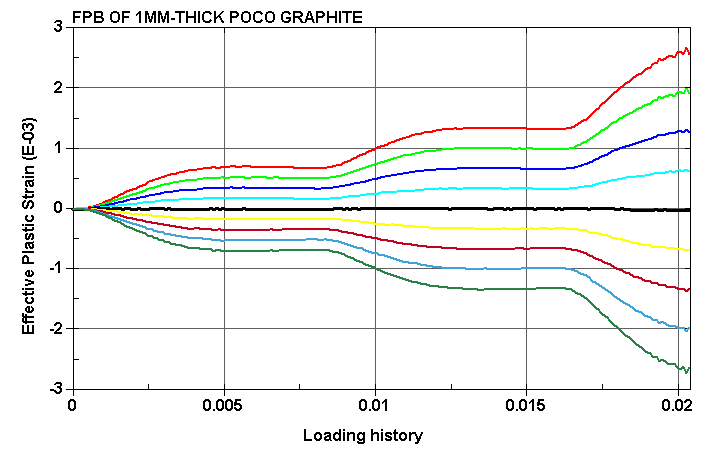 FPB OF 1MM-THICK POCO GRAPHITE
3
2
1
0
-1
-2
-3
Effective Plastic Strain (E-03)
0 0.005 0.01 0.015 0.02
Loading history